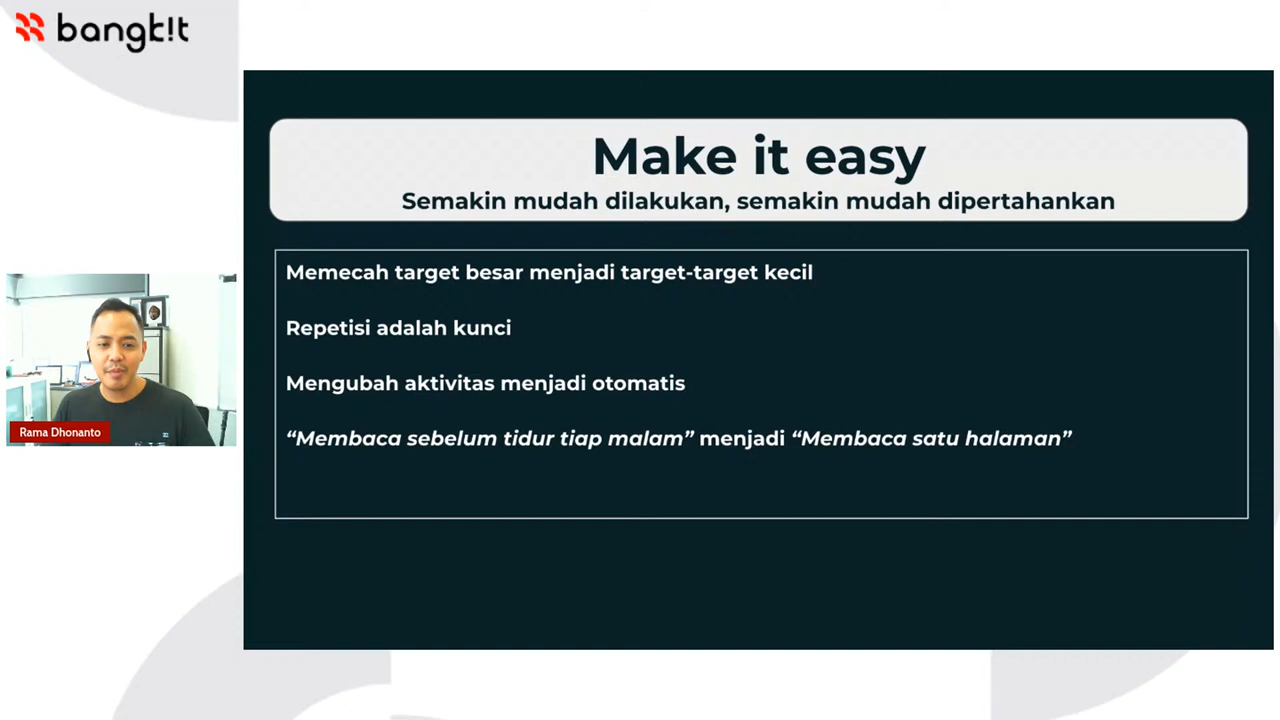 bangk!t
Make it easy
Semakin mudah dilakukan, semakin mudah dipertahankan
Memecah target besar menjadi target-target kecil
Repetisi adalah kunci
Mengubah aktivitas menjadi otomatis
“Membaca sebelum tidur tiap malam” menjadi “Membaca satu halaman”
Rama Dhonanto